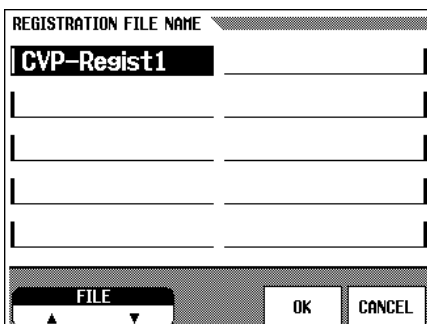 REGISTRATION FILE NAME
CVP-Regist1
FILE
▲ ▼
OK
CANCEL